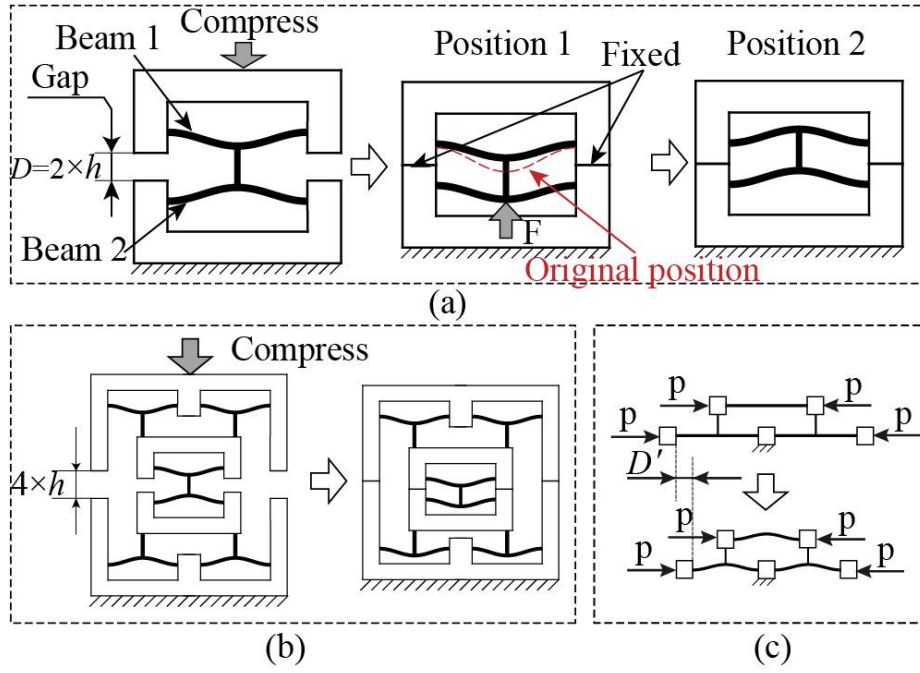 Compress
Beam 1
Gap
D=2×h
Beam 2
Position 1
Fixed
F
Original position
Position 2
(a)
Compress
4×h
(b)
p
p
p
p
D′
p
p
p
p
(c)